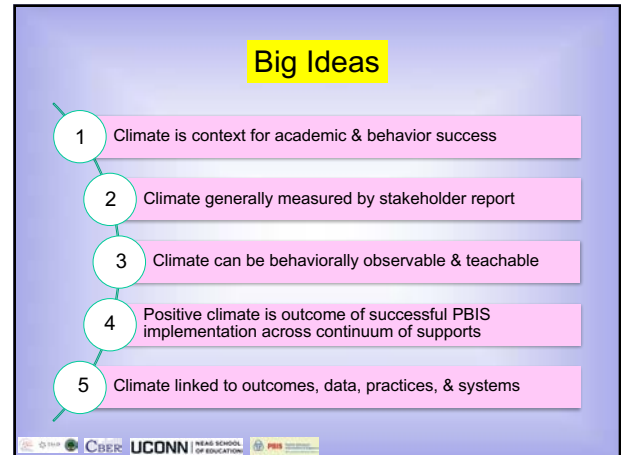 Big Ideas
1
Climate is context for academic & behavior success
2
Climate generally measured by stakeholder report
3
Climate can be behaviorally observable & teachable
4
Positive climate is outcome of successful PBIS
implementation across continuum of supports
5
Climate linked to outcomes, data, practices, & systems
CBER UCONN NEAG SCHOOL
OF EDUCATION PBIS